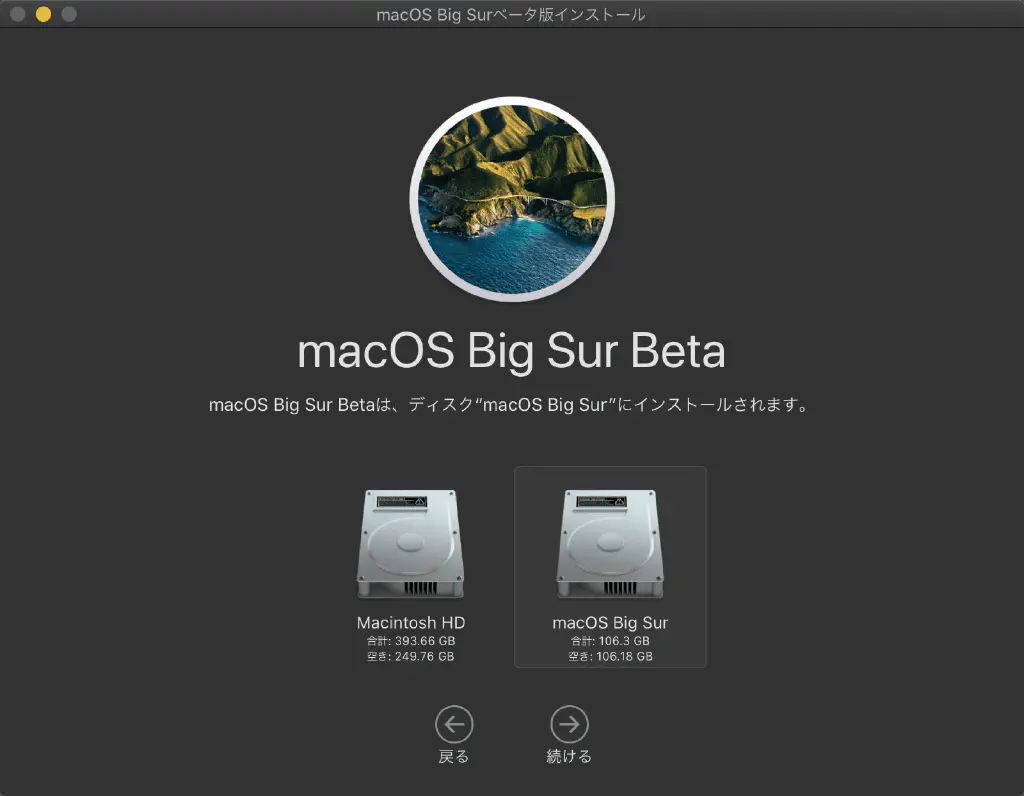 macOS Big Surベータ版インストール
macOS Big Sur Beta
macOS Big Sur Betaは、ディスク“macOS Big Sur”にインストールされます。
Macintosh HD
合計: 393.66 GB
空き: 249.76 GB
macOS Big Sur
合計: 106.3 GB
空き: 106.18 GB
戻る
続ける